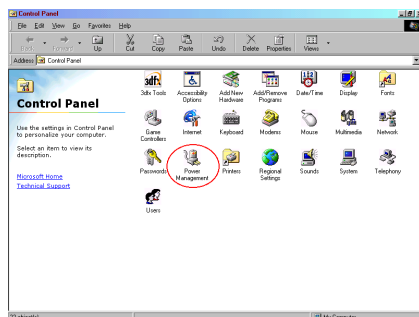 Control Panel
File Edit View Go Favorites Help
Back Forward Up Cut Copy Paste Undo Delete Properties Views
Address Control Panel
Control Panel
Use the settings in Control Panel
to personalize your computer.
Select an item to view its
description.
Microsoft Home
Technical Support
3dfx Tools Accessibility Options Add New Hardware Add/Remove Programs Date/Time Display Fonts
Game Controllers Internet Keyboard Modems Mouse Multimedia Network
Passwords Power Management Printers Regional Settings Sounds System Telephony
Users
My Computer